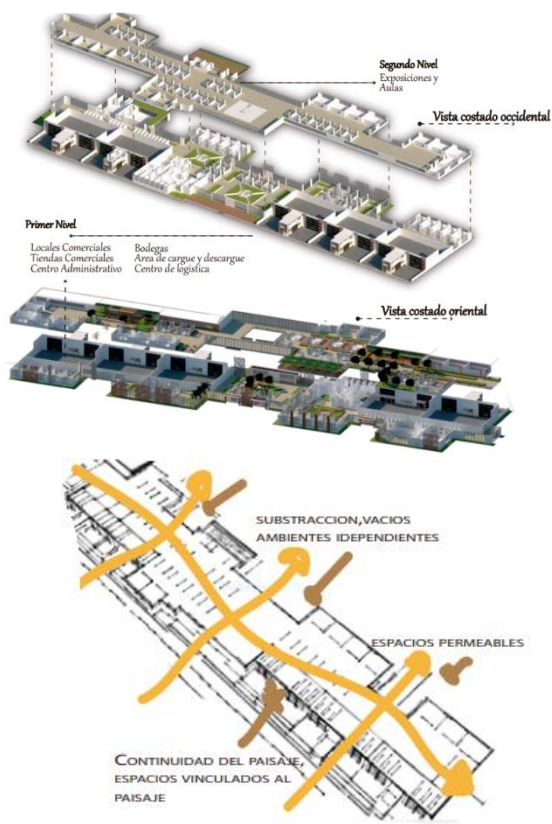 Segundo Nivel
Exposiciones y
Aulas
Vista costado occidental
Primer Nivel
Locales Comerciales
Tiendas Comerciales
Centro Administrativo
Bodegas
Area de cargue y descargue
Centro de logistica
Vista costado oriental
SUBSTRACCION,VACIOS
AMBIENTES IDEPENDIENTES
ESPACIOS PERMEABLES
CONTINUIDAD DEL PAISAJE,
ESPACIOS VINCULADOS AL
PAISAJE